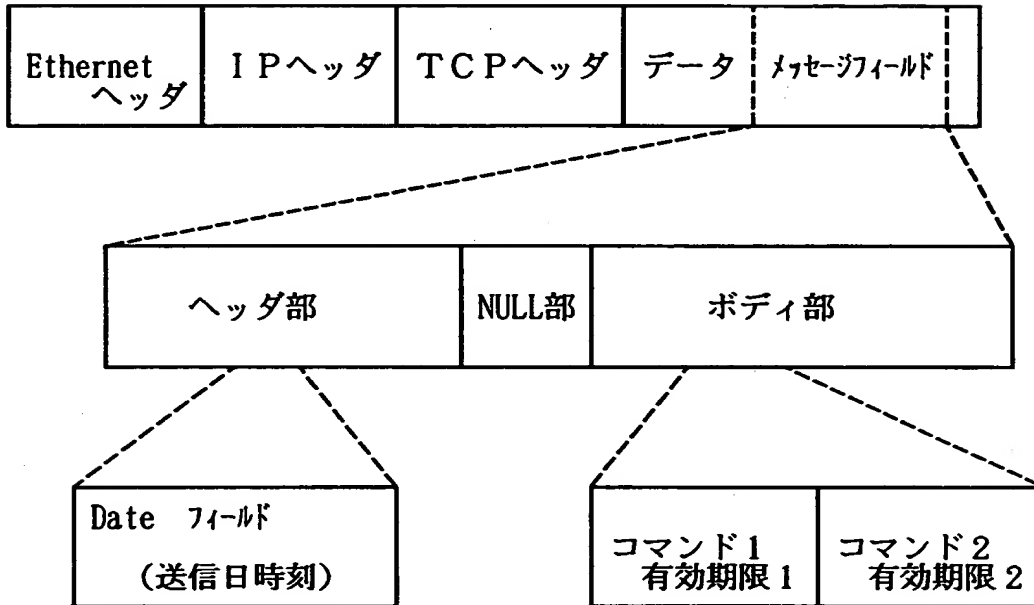 Ethernet
ヘッダ
ＩＰヘッダ
ＴＣＰヘッダ
データ
ﾒｯｾｰｼﾞﾌｨｰﾙﾄﾞ
ヘッダ部
NULL部
ボディ部
Date ﾌｨｰﾙﾄﾞ
(送信日時刻)
コマンド１
有効期限１
コマンド２
有効期限２